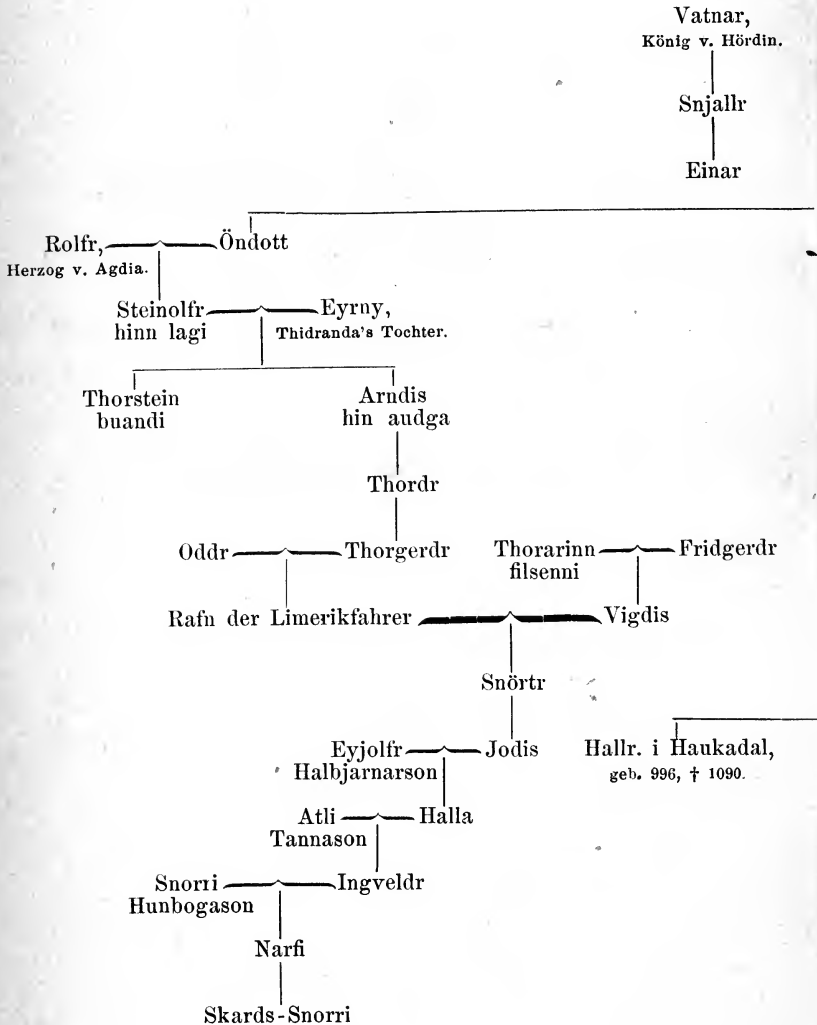 Vatnar,
König v. Hördin.
Snjallr
Einar
Rolfr, Öndott
Herzog v. Agdia.
Steinolfr Eyrny,
hinn lagi Thidranda's Tochter.
Thorstein Arndis
buandi hin audga
Thordr
Oddr Thorgerdr Thorarinn Fridgerdr
filsenni
Rafn der Limerikfahrer Vigdis
Snörtr
Eyjolfr Jodis Hallr. i Haukadal,
Halbjarnarson geb. 996, † 1090.
Atli Halla
Tannason
Snorri Ingveldr
Hunbogason
Narfi
Skards-Snorri